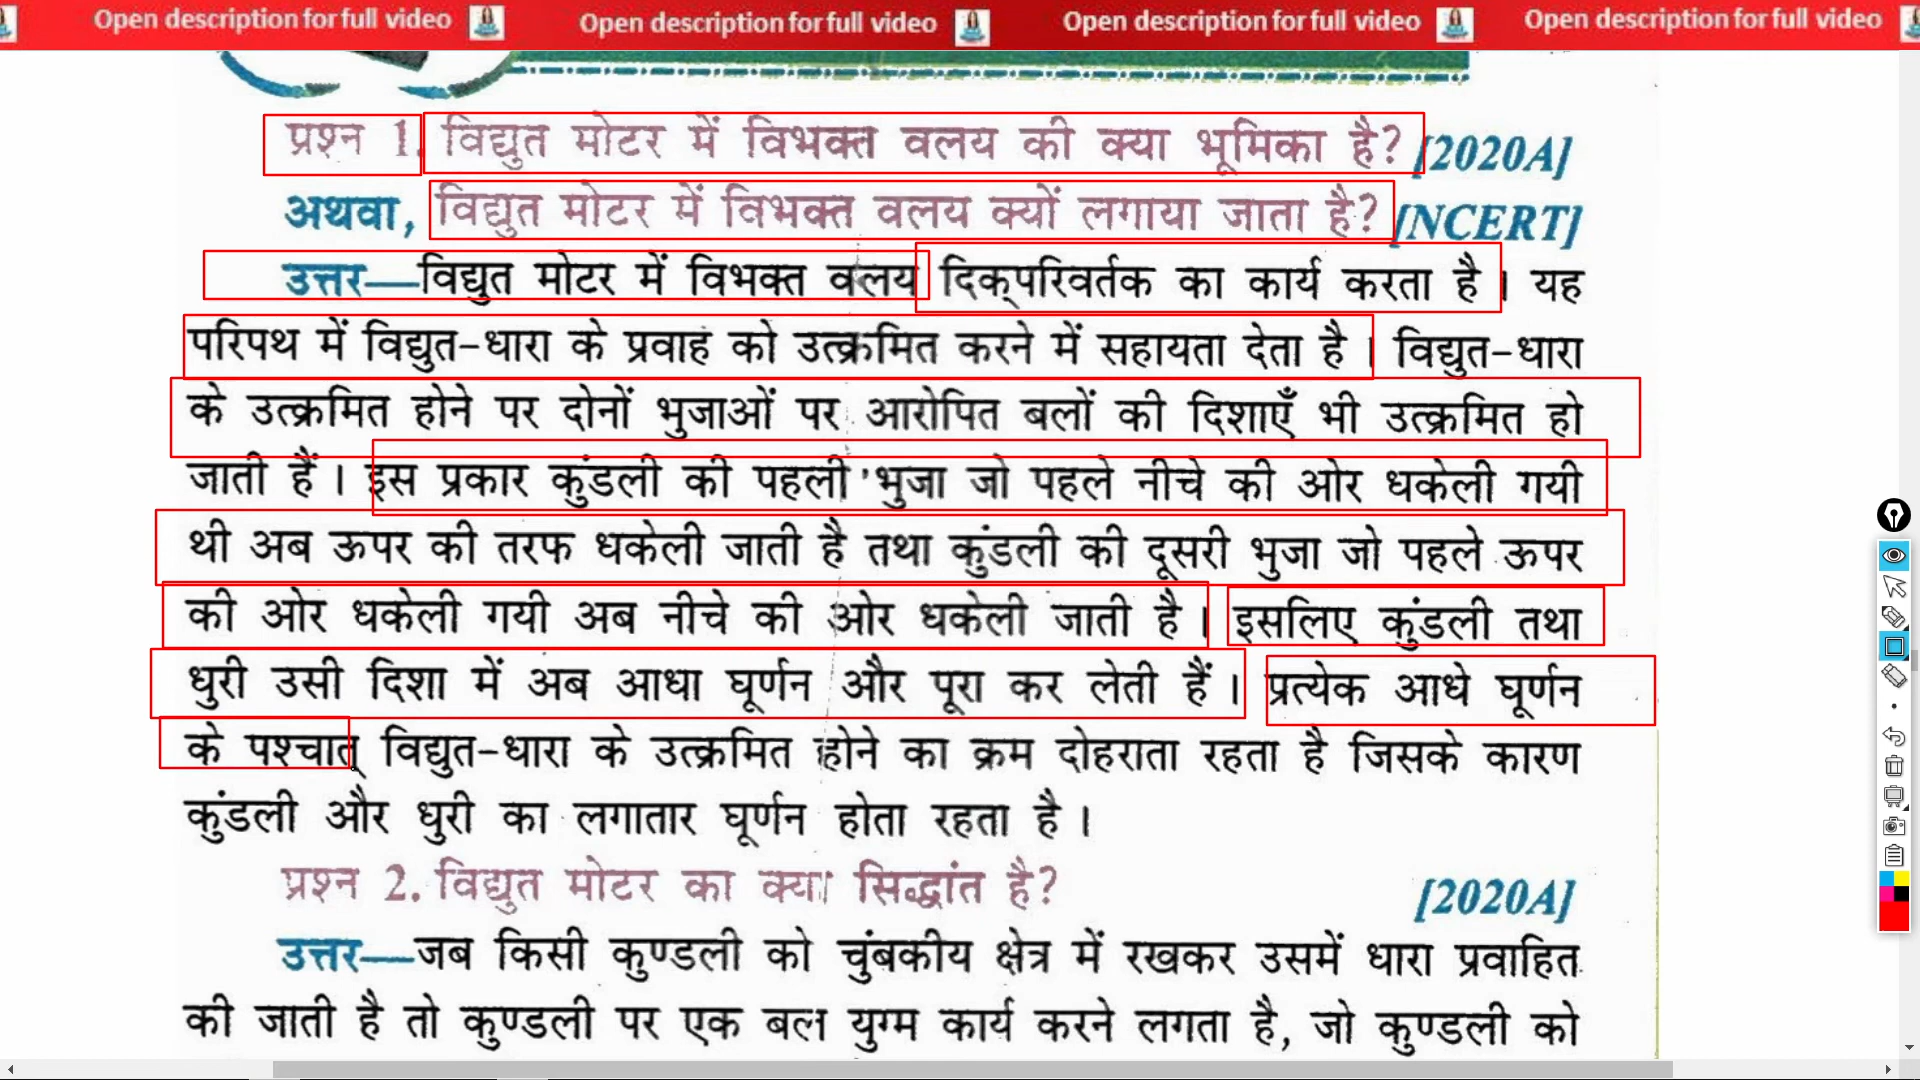 Open description for full video Open description for full video Open description for full video Open description for full video
प्रश्न 1. विद्युत मोटर में विभक्त वलय की क्या भूमिका है? [2020A]
अथवा, विद्युत मोटर में विभक्त वलय क्यों लगाया जाता है? [NCERT]
उत्तर—विद्युत मोटर में विभक्त वलय दिक्परिवर्तक का कार्य करता है । यह
परिपथ में विद्युत-धारा के प्रवाह को उत्क्रमित करने में सहायता देता है । विद्युत-धारा
के उत्क्रमित होने पर दोनों भुजाओं पर आरोपित बलों की दिशाएँ भी उत्क्रमित हो
जाती हैं । इस प्रकार कुंडली की पहली भुजा जो पहले नीचे की ओर धकेली गयी
थी अब ऊपर की तरफ धकेली जाती है तथा कुंडली की दूसरी भुजा जो पहले ऊपर
की ओर धकेली गयी अब नीचे की ओर धकेली जाती है । इसलिए कुंडली तथा
धुरी उसी दिशा में अब आधा घूर्णन और पूरा कर लेती हैं । प्रत्येक आधे घूर्णन
के पश्चात् विद्युत-धारा के उत्क्रमित होने का क्रम दोहराता रहता है जिसके कारण
कुंडली और धुरी का लगातार घूर्णन होता रहता है ।
प्रश्न 2. विद्युत मोटर का क्या सिद्धांत है? [2020A]
उत्तर—जब किसी कुण्डली को चुंबकीय क्षेत्र में रखकर उसमें धारा प्रवाहित
की जाती है तो कुण्डली पर एक बल युग्म कार्य करने लगता है, जो कुण्डली को